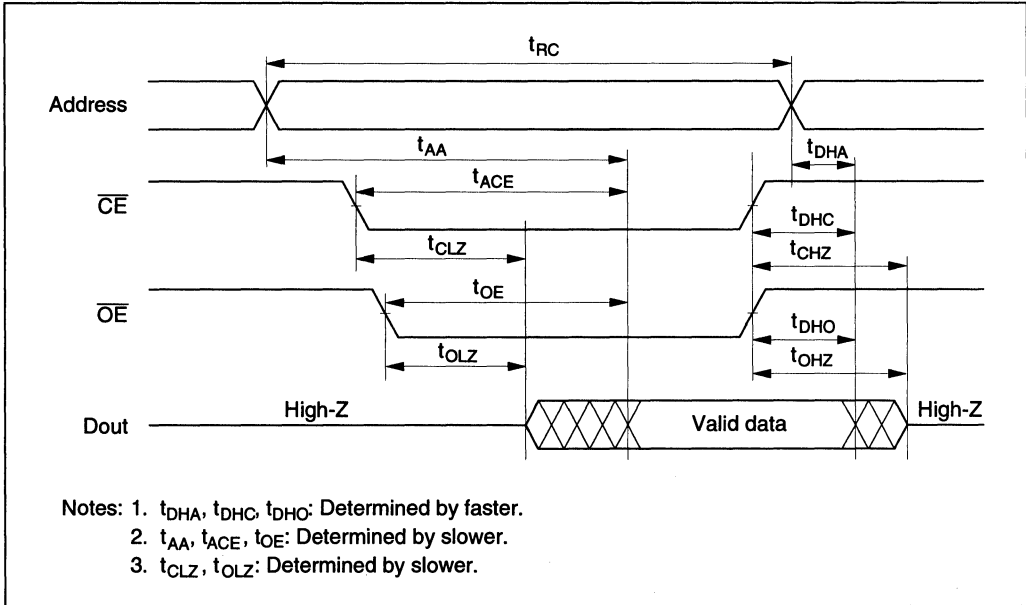 tRC
Address
tAA
tDHA
tACE
CE
tDHC
tCLZ
tCHZ
tOE
OE
tDHO
tOLZ
tOHZ
High-Z
Valid data
High-Z
Dout
Notes: 1. tDHA, tDHC, tDHO: Determined by faster.
2. tAA, tACE, tOE: Determined by slower.
3. tCLZ, tOLZ: Determined by slower.